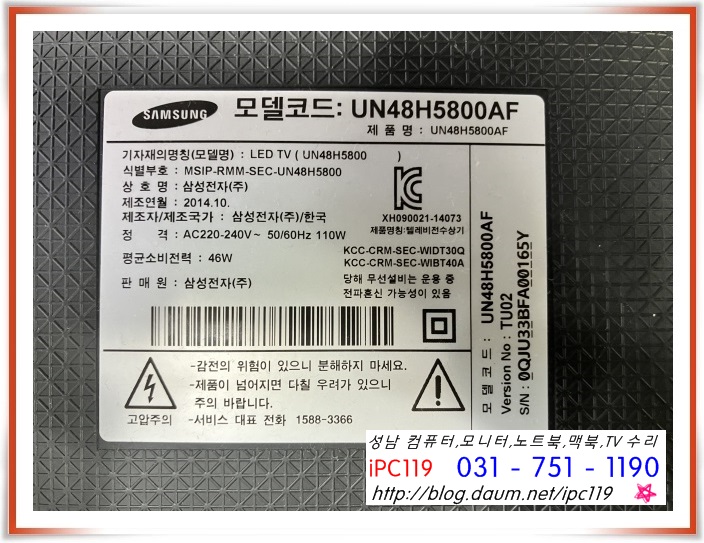 SAMSUNG 모델코드: UN48H5800AF
제 품 명 : UN48H5800AF
기자재의명칭(모델명) : LED TV ( UN48H5800 )
식별부호 : MSIP-RMM-SEC-UN48H5800
상 호 명 : 삼성전자(주)
제조연월 : 2014.10.
제조자/제조국가 : 삼성전자(주)/한국
정 격 : AC220-240V~ 50/60Hz 110W
평균소비전력 : 46W
판 매 원 : 삼성전자(주)
XH090021-14073
제품명칭:텔레비전수상기
KCC-CRM-SEC-WIDT30Q
KCC-CRM-SEC-WIBT40A
당해 무선설비는 운용 중
전파혼신 가능성이 있음
고압주의
-감전의 위험이 있으니 분해하지 마세요.
-제품이 넘어지면 다칠 우려가 있으니
주의 바랍니다.
-서비스 대표 전화 1588-3366
모 델 코 드 : UN48H5800AF
Version No : TU02
S/N : 0QJU33BFA00165Y
성남 컴퓨터,모니터,노트북,맥북,TV 수리
iPC119 031 - 751 - 1190
http://blog.daum.net/ipc119